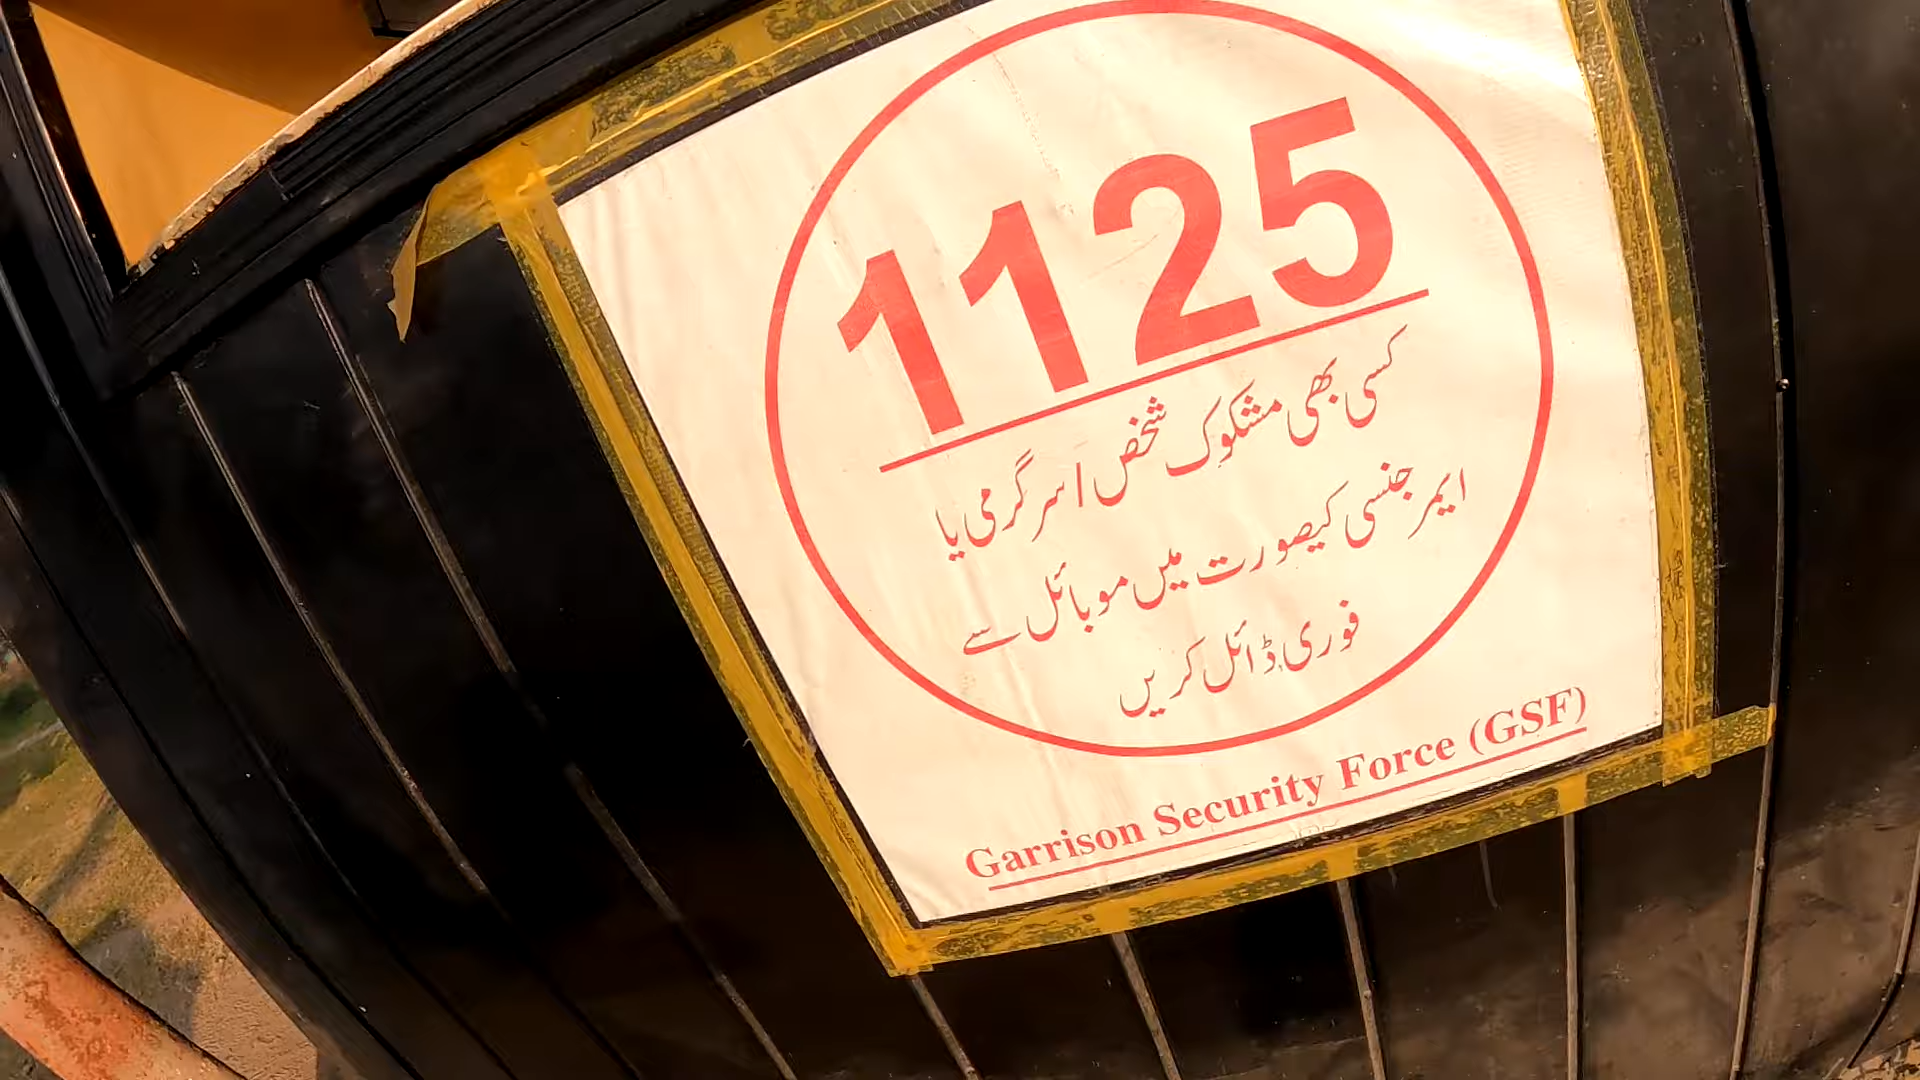 1125
کسی بھی مشکوک شخص اسرگرمی یا
ایمرجنسی کیصورت میں موبائل سے
فوری ڈائل کریں
Garrison Security Force (GSF)